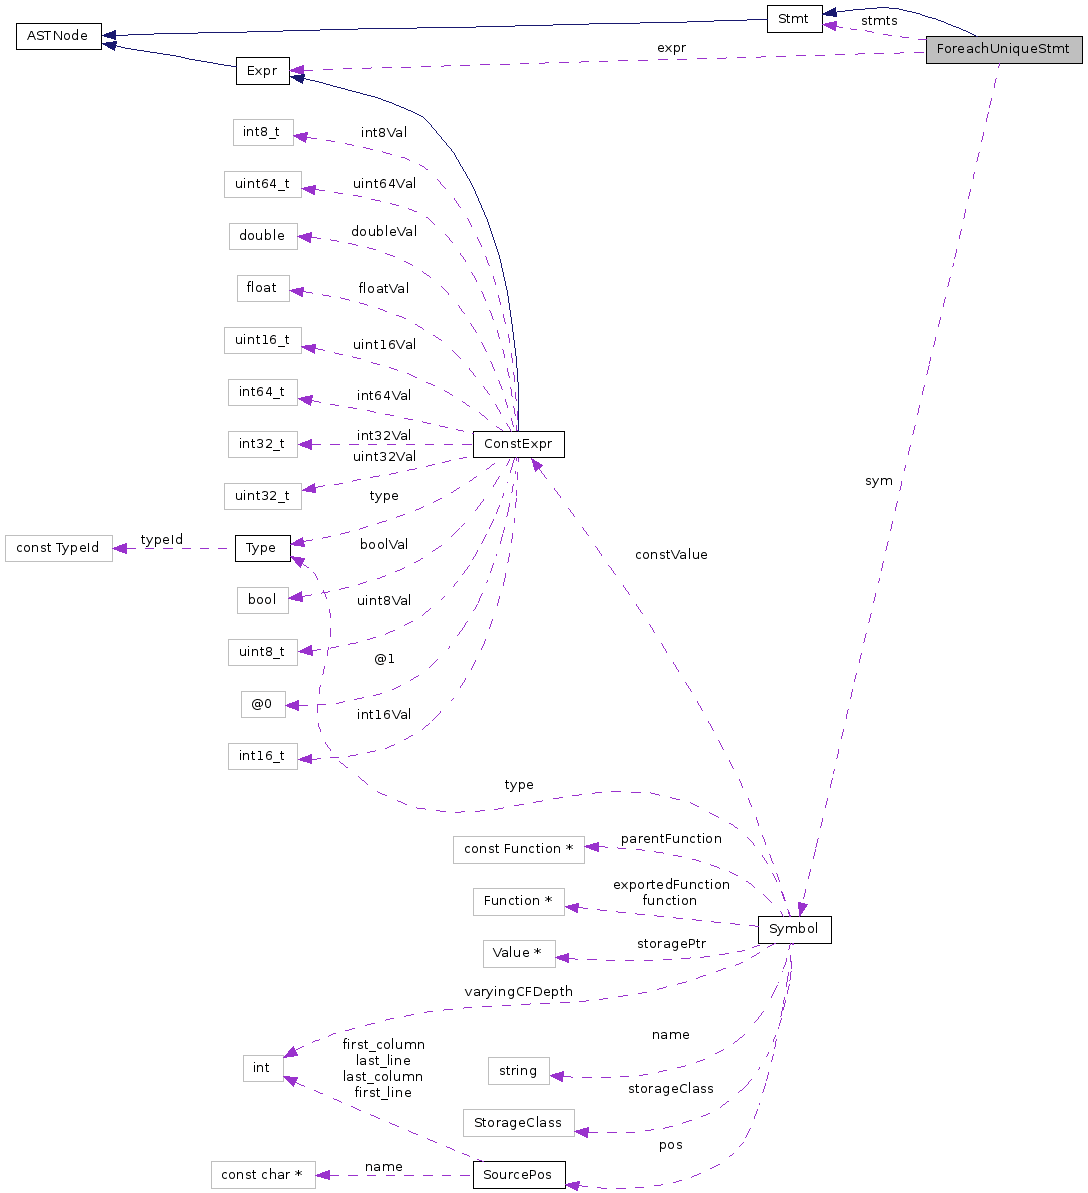 Stmt
stmts
ASTNode
ForeachUniqueStmt
expr
Expr
int8_t
int8Val
uint64_t
uint64Val
double
doubleVal
float
floatVal
uint16_t
uint16Val
int64_t
int64Val
int32_t
int32Val
ConstExpr
uint32Val
sym
uint32_t
type
const TypeId
typeId
Type
boolVal
constValue
bool
uint8Val
uint8_t
@1
@0
int16Val
int16_t
type
const Function *
parentFunction
Function *
exportedFunction
function
Symbol
Value *
storagePtr
varyingCFDepth
name
first_column
last_line
last_column
first_line
int
string
storageClass
StorageClass
pos
const char *
name
SourcePos